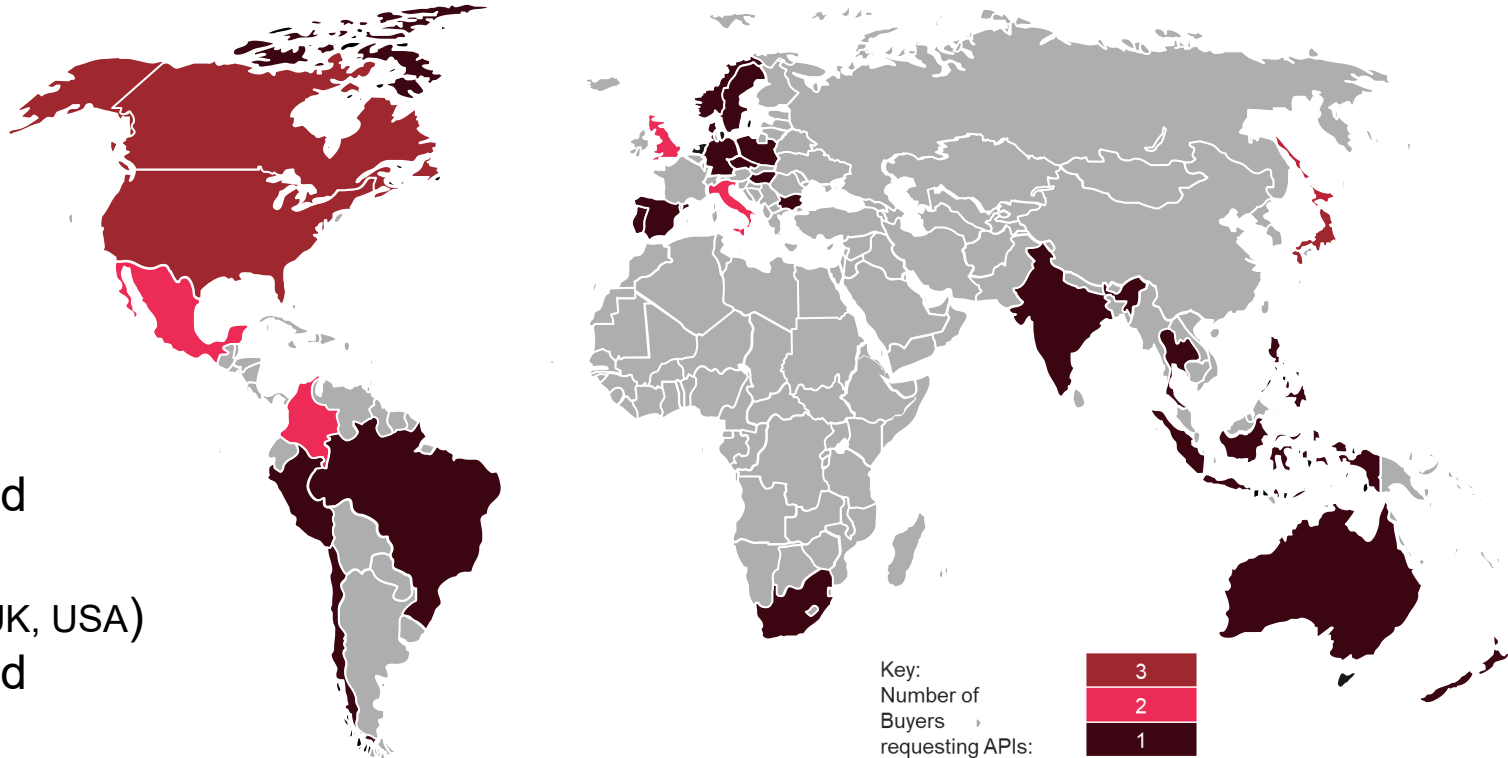 d
JK, USA)
d
Key:
Number of
Buyers
requesting APIs:
3
2
1